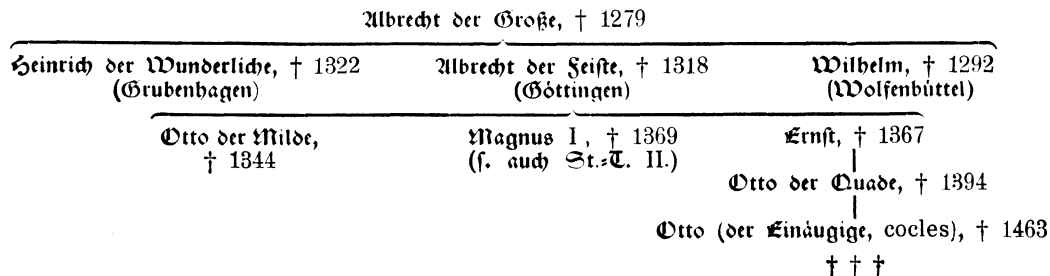 Albrecht der Große, † 1279
Heinrich der Wunderliche, † 1322 Albrecht der Feiste, † 1318 Wilhelm, † 1292
(Grubenhagen) (Göttingen) (Wolfenbüttel)
Otto der Milde, Magnus I, † 1369 Ernst, † 1367
† 1344 (s. auch St.=T. II.)
Otto der Quade, † 1394
Otto (der Einäugige, cocles), † 1463
† † †